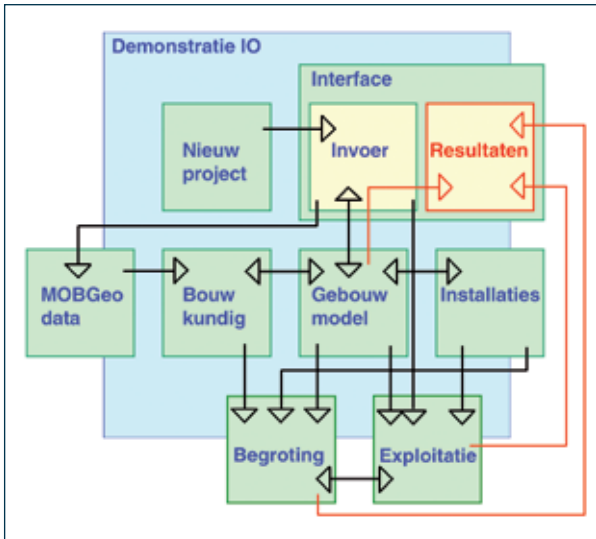 Demonstratie IO
Interface
Nieuw
project
Invoer
Resultaten
MOBGeo
data
Bouw
kundig
Gebouw
model
Installaties
Begroting
Exploitatie